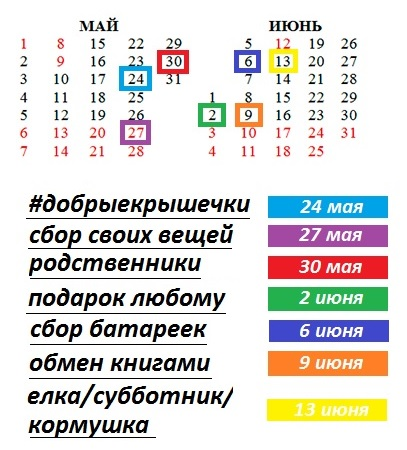 МАЙ ИЮНЬ
1 8 15 22 29 5 12 19 26
2 9 16 23 30 6 13 20 27
3 10 17 24 31 7 14 21 28
4 11 18 25 1 8 15 22 29
5 12 19 26 2 9 16 23 30
6 13 20 27 3 10 17 24 31
7 14 21 28 4 11 18 25
#добрыекрышечки 24 мая
сбор своих вещей 27 мая
родственники 30 мая
подарок любому 2 июня
сбор батареек 6 июня
обмен книгами 9 июня
елка/субботник/
кормушка 13 июня